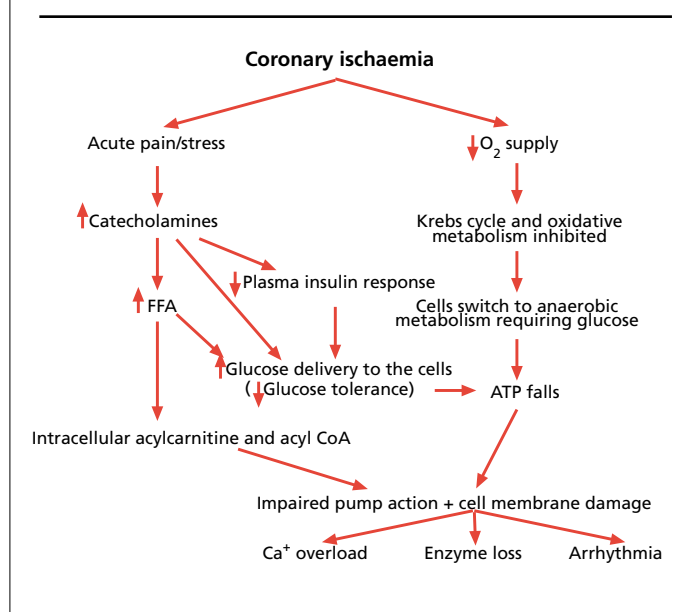 Coronary ischaemia
Acute pain/stress
O2 supply
Catecholamines
Krebs cycle and oxidative
metabolism inhibited
Plasma insulin response
FFA
Cells switch to anaerobic
metabolism requiring glucose
Glucose delivery to the cells
( Glucose tolerance)
ATP falls
Intracellular acylcarnitine and acyl CoA
Impaired pump action + cell membrane damage
Ca+ overload
Enzyme loss
Arrhythmia